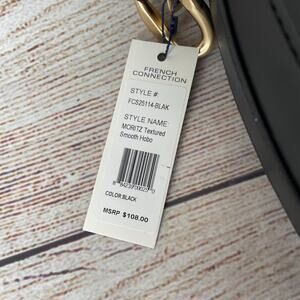 FRENCH
CONNECTION
STYLE #
FCS25114-BLAK
STYLE NAME:
MORITZ Textured
Smooth Hobo
COLOR BLACK
MSRP $108.00